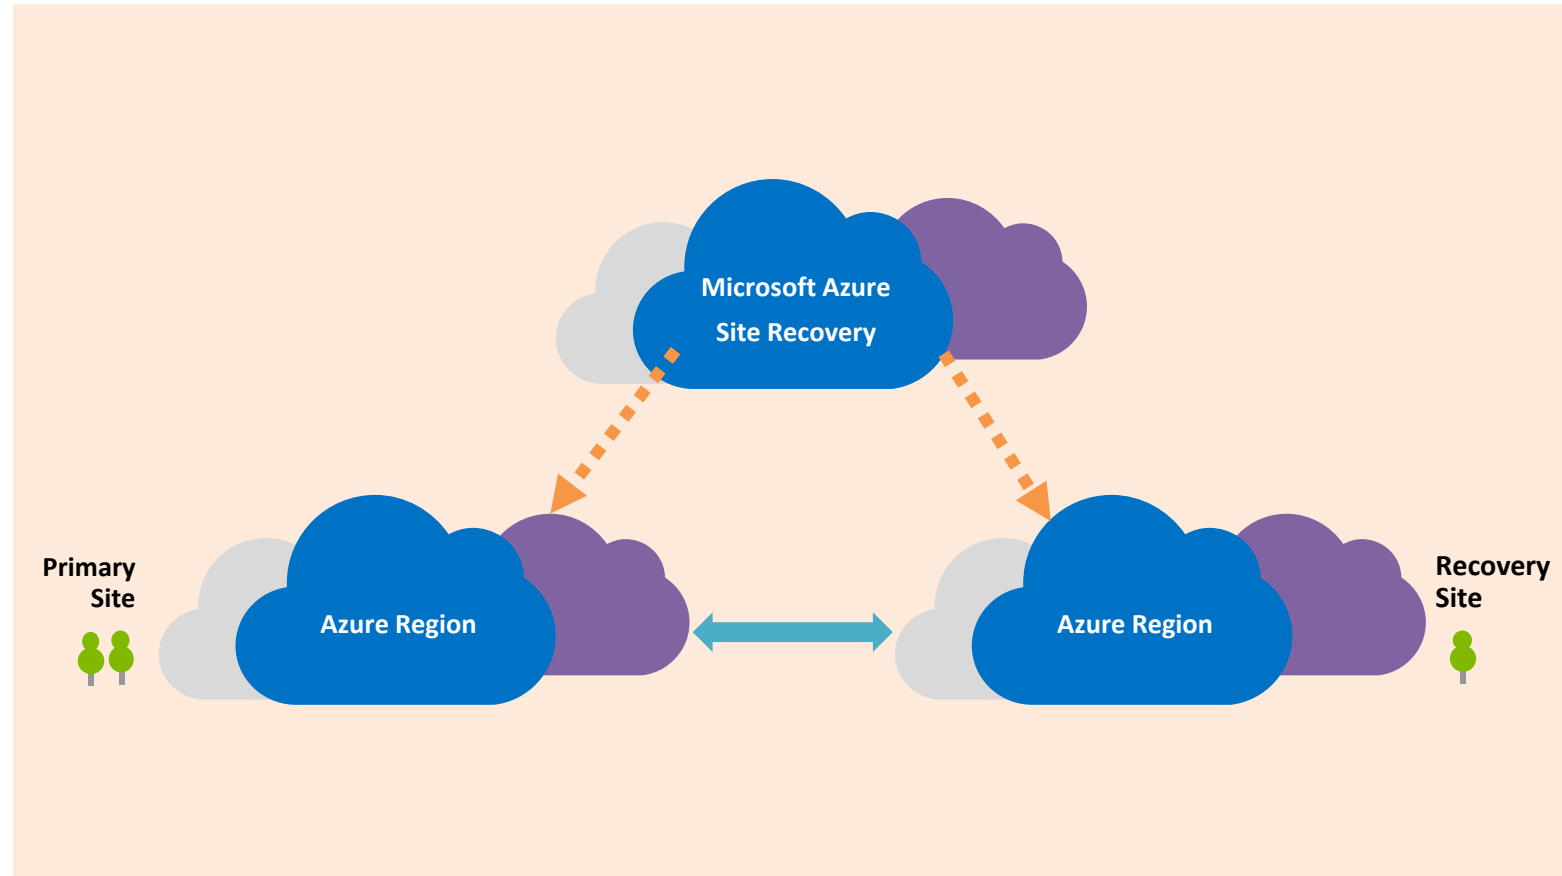 Microsoft Azure
Site Recovery
Primary
Site
Azure Region
Azure Region
Recovery
Site